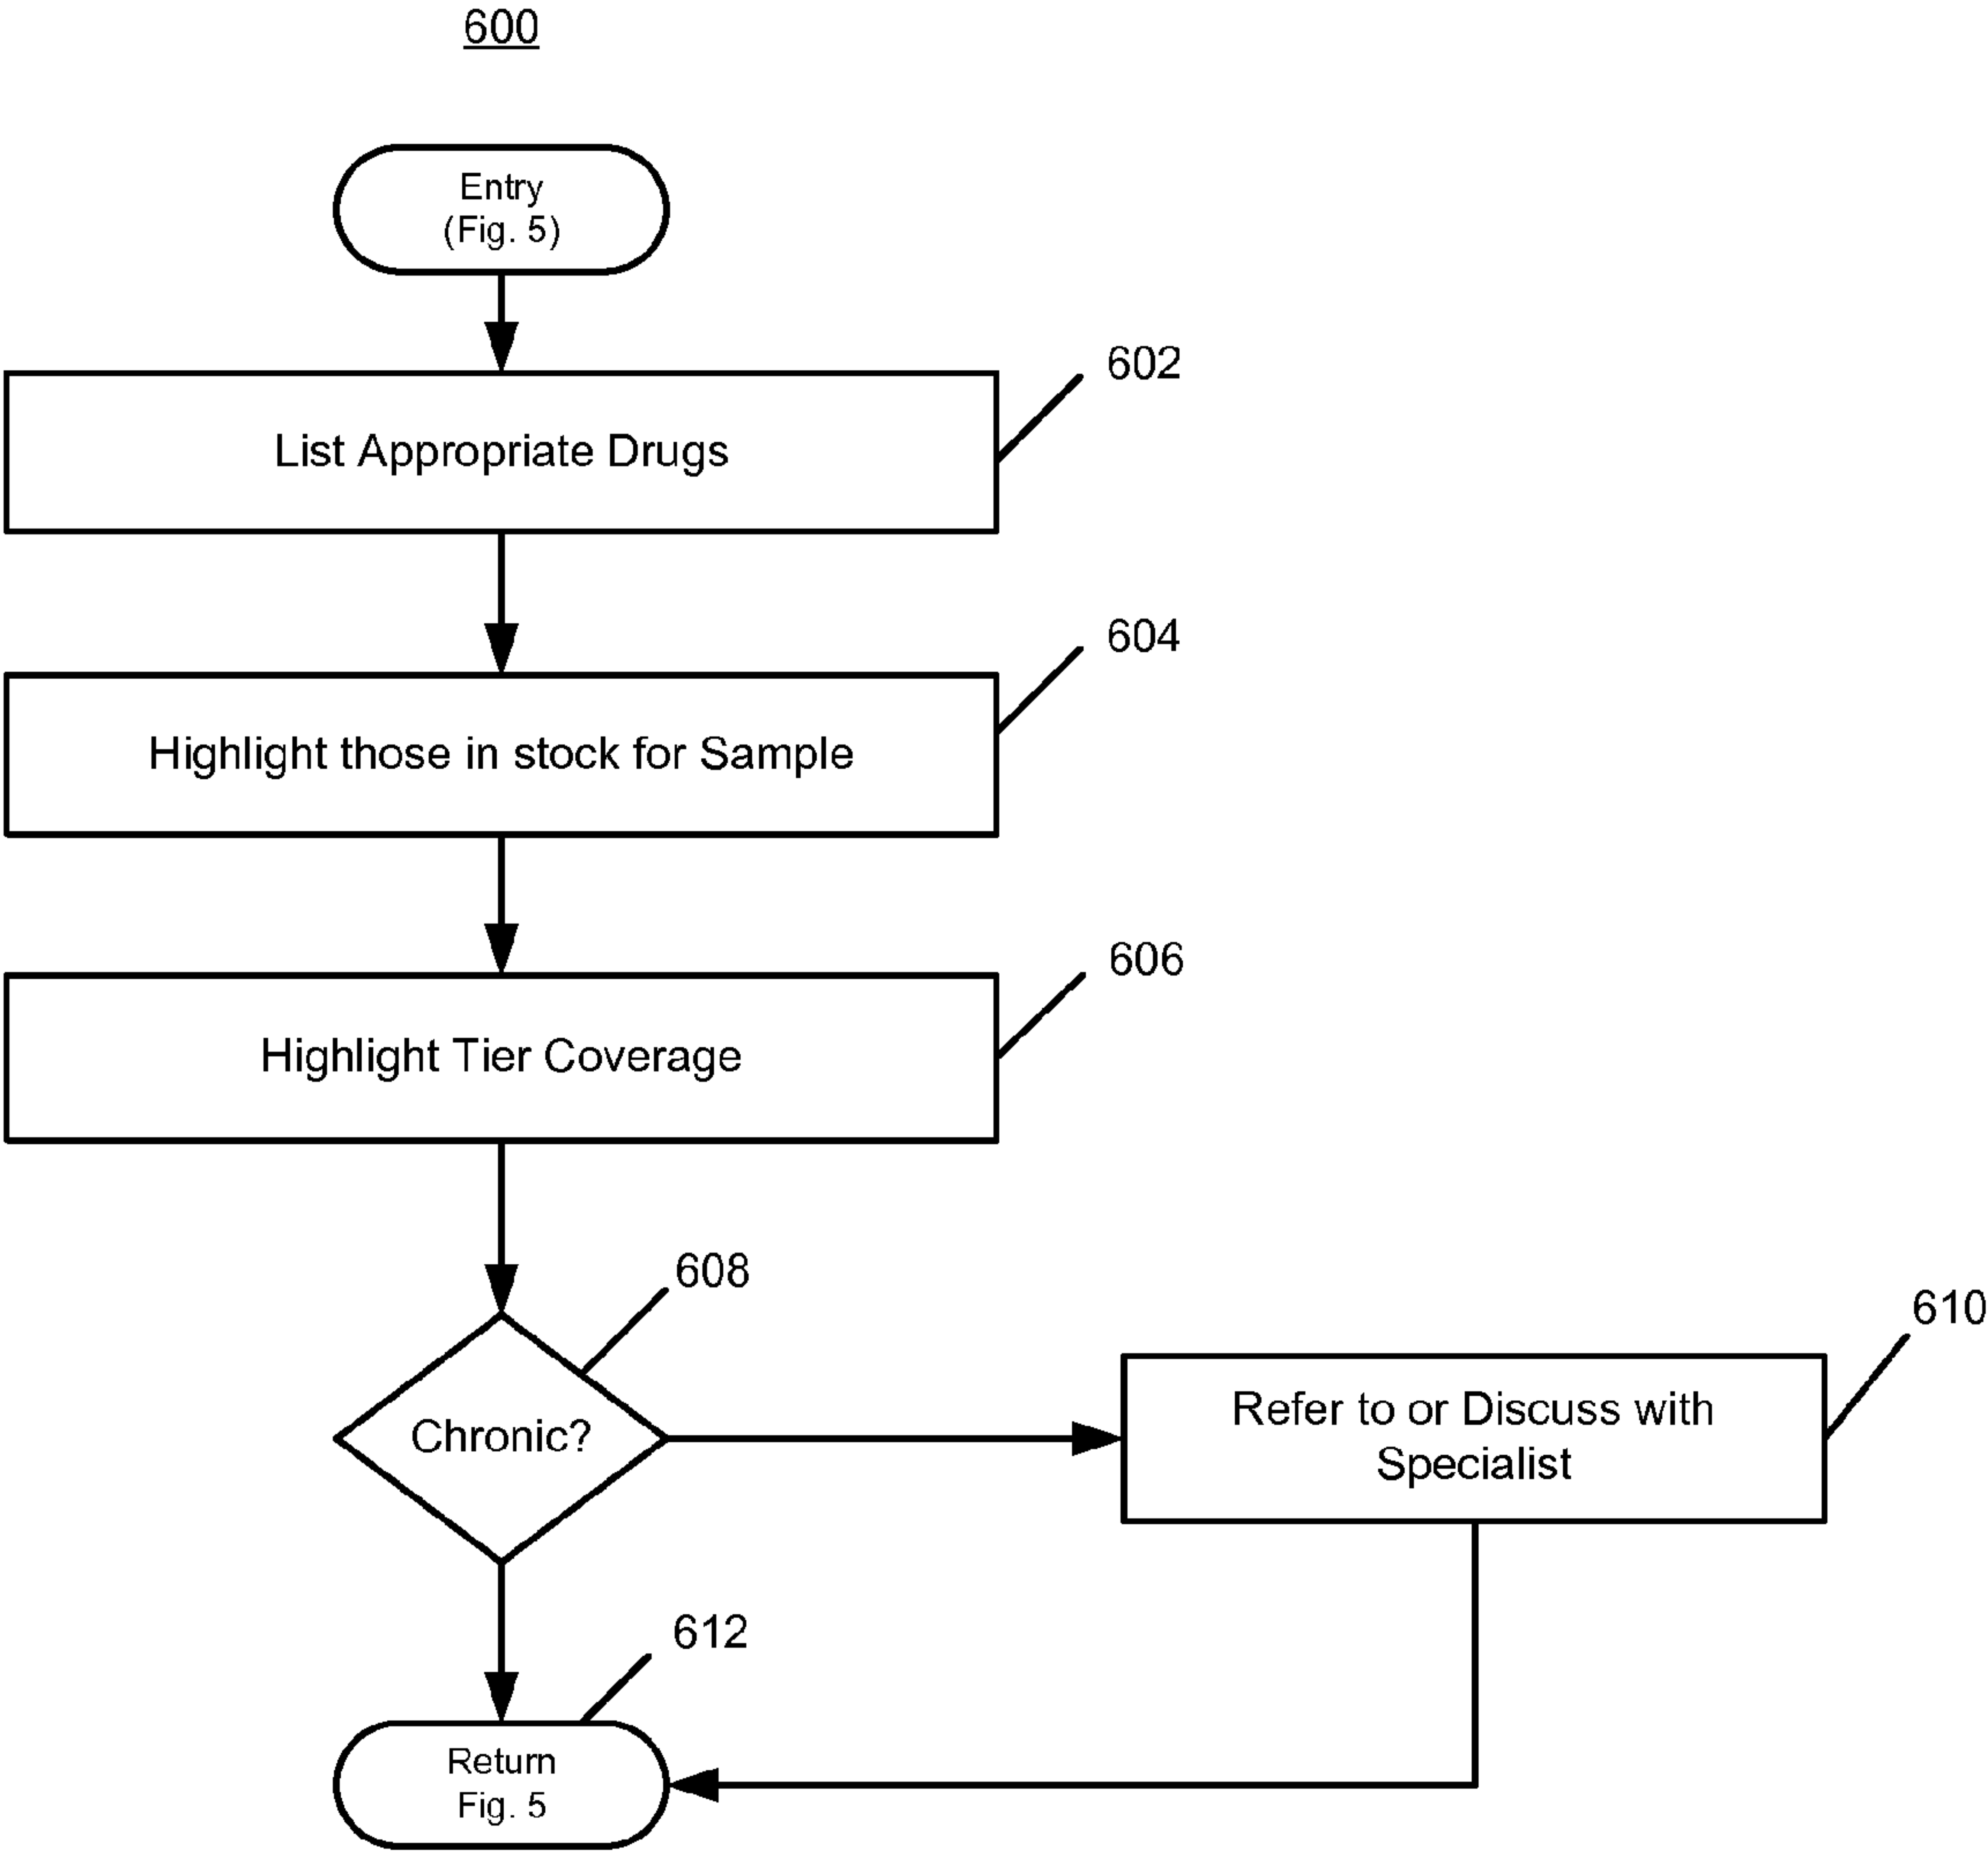 600
Entry
(Fig. 5)
602
List Appropriate Drugs
604
Highlight those in stock for Sample
606
Highlight Tier Coverage
608
Chronic?
610
Refer to or Discuss with
Specialist
612
Return
Fig. 5